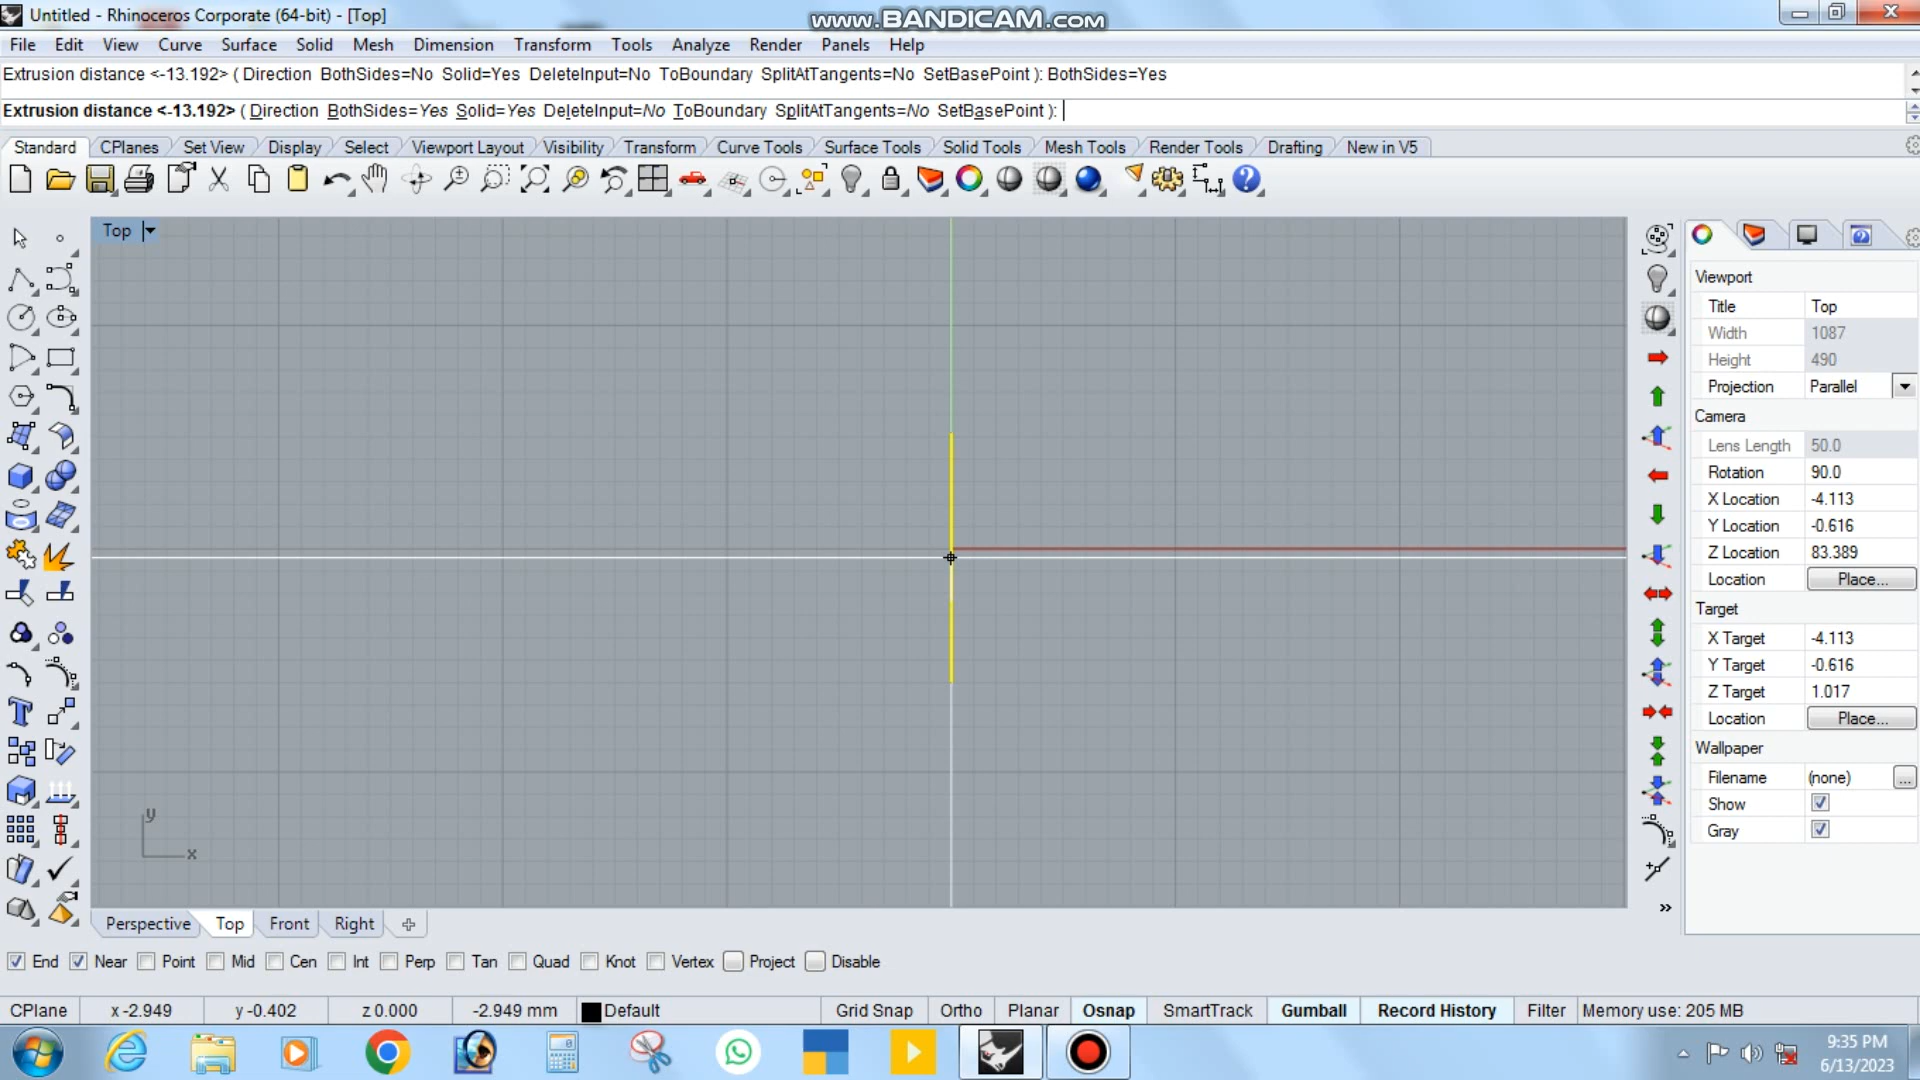 Untitled - Rhinoceros Corporate (64-bit) - [Top]
www.BANDICAM.com
File Edit View Curve Surface Solid Mesh Dimension Transform Tools Analyze Render Panels Help
Extrusion distance <-13.192> ( Direction BothSides=No Solid=Yes DeleteInput=No ToBoundary SplitAtTangents=No SetBasePoint ): BothSides=Yes
Extrusion distance <-13.192> ( Direction BothSides=Yes Solid=Yes DeleteInput=No ToBoundary SplitAtTangents=No SetBasePoint ):
Standard CPlanes Set View Display Select Viewport Layout Visibility Transform Curve Tools Surface Tools Solid Tools Mesh Tools Render Tools Drafting New in V5
Top
Viewport
Title Top
Width 1087
Height 490
Projection Parallel
Camera
Lens Length 50.0
Rotation 90.0
X Location -4.113
Y Location -0.616
Z Location 83.389
Location Place...
Target
X Target -4.113
Y Target -0.616
Z Target 1.017
Location Place...
Wallpaper
Filename (none) ...
Show
Gray
y
x
Perspective Top Front Right
End Near Point Mid Cen Int Perp Tan Quad Knot Vertex Project Disable
CPlane x -2.949 y -0.402 z 0.000 -2.949 mm Default Grid Snap Ortho Planar Osnap SmartTrack Gumball Record History Filter Memory use: 205 MB
9:35 PM
6/13/2023